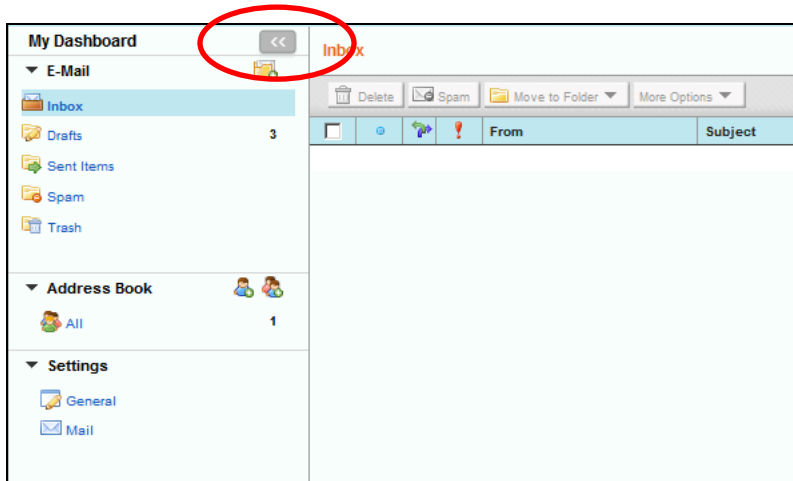 My Dashboard <<
E-Mail
Inbox
Drafts 3
Sent Items
Spam
Trash
Address Book
All 1
Settings
General
Mail
Inbox
Delete Spam Move to Folder More Options
From Subject